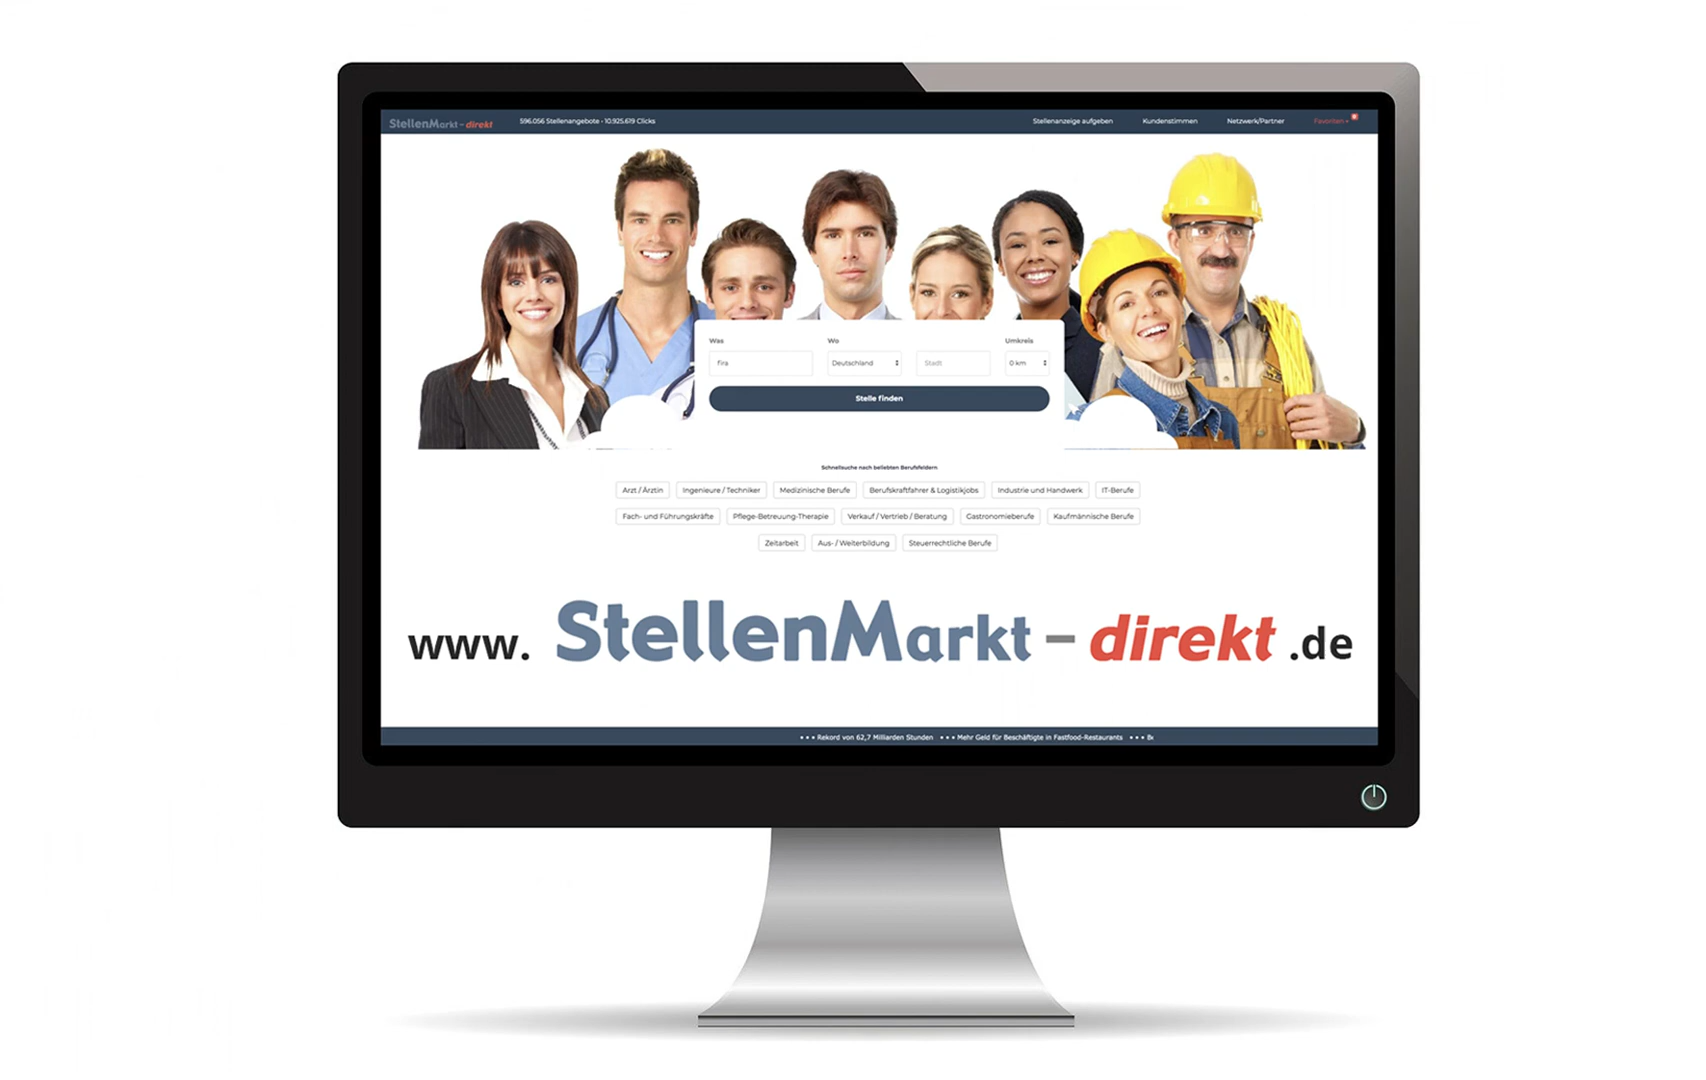 StellenMarkt - direkt 596.056 Stellenangebote - 10.925.619 Clicks Stellenanzeige aufgeben Kundenstimmen Netzwerk/Partner Favoriten
Was Wo Umkreis
fira Deutschland Stadt 0 km
Stelle finden
Schnellsuche nach beliebten Berufsfeldern
Arzt / Ärztin Ingenieure / Techniker Medizinische Berufe Berufskraftfahrer & Logistikjobs Industrie und Handwerk IT-Berufe
Fach- und Führungskräfte Pflege-Betreuung-Therapie Verkauf / Vertrieb / Beratung Gastronomieberufe Kaufmännische Berufe
Zeitarbeit Aus- / Weiterbildung Steuerrechtliche Berufe
www. StellenMarkt - direkt .de
• • • Rekord von 62,7 Milliarden Stunden • • • Mehr Geld für Beschäftigte in Fastfood-Restaurants • • •